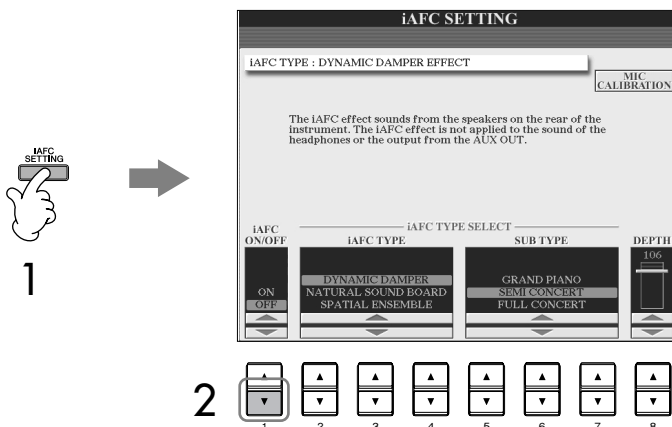 iAFC SETTING
iAFC TYPE : DYNAMIC DAMPER EFFECT
MIC
CALIBRATION
The iAFC effect sounds from the speakers on the rear of the
instrument. The iAFC effect is not applied to the sound of the
headphones or the output from the AUX OUT.
iAFC
SETTING
1
iAFC
ON/OFF
iAFC TYPE SELECT
iAFC TYPE
SUB TYPE
DEPTH
106
DYNAMIC DAMPER
GRAND PIANO
ON
NATURAL SOUND BOARD
SEMI CONCERT
OFF
SPATIAL ENSEMBLE
FULL CONCERT
2
1 2 3 4 5 6 7 8